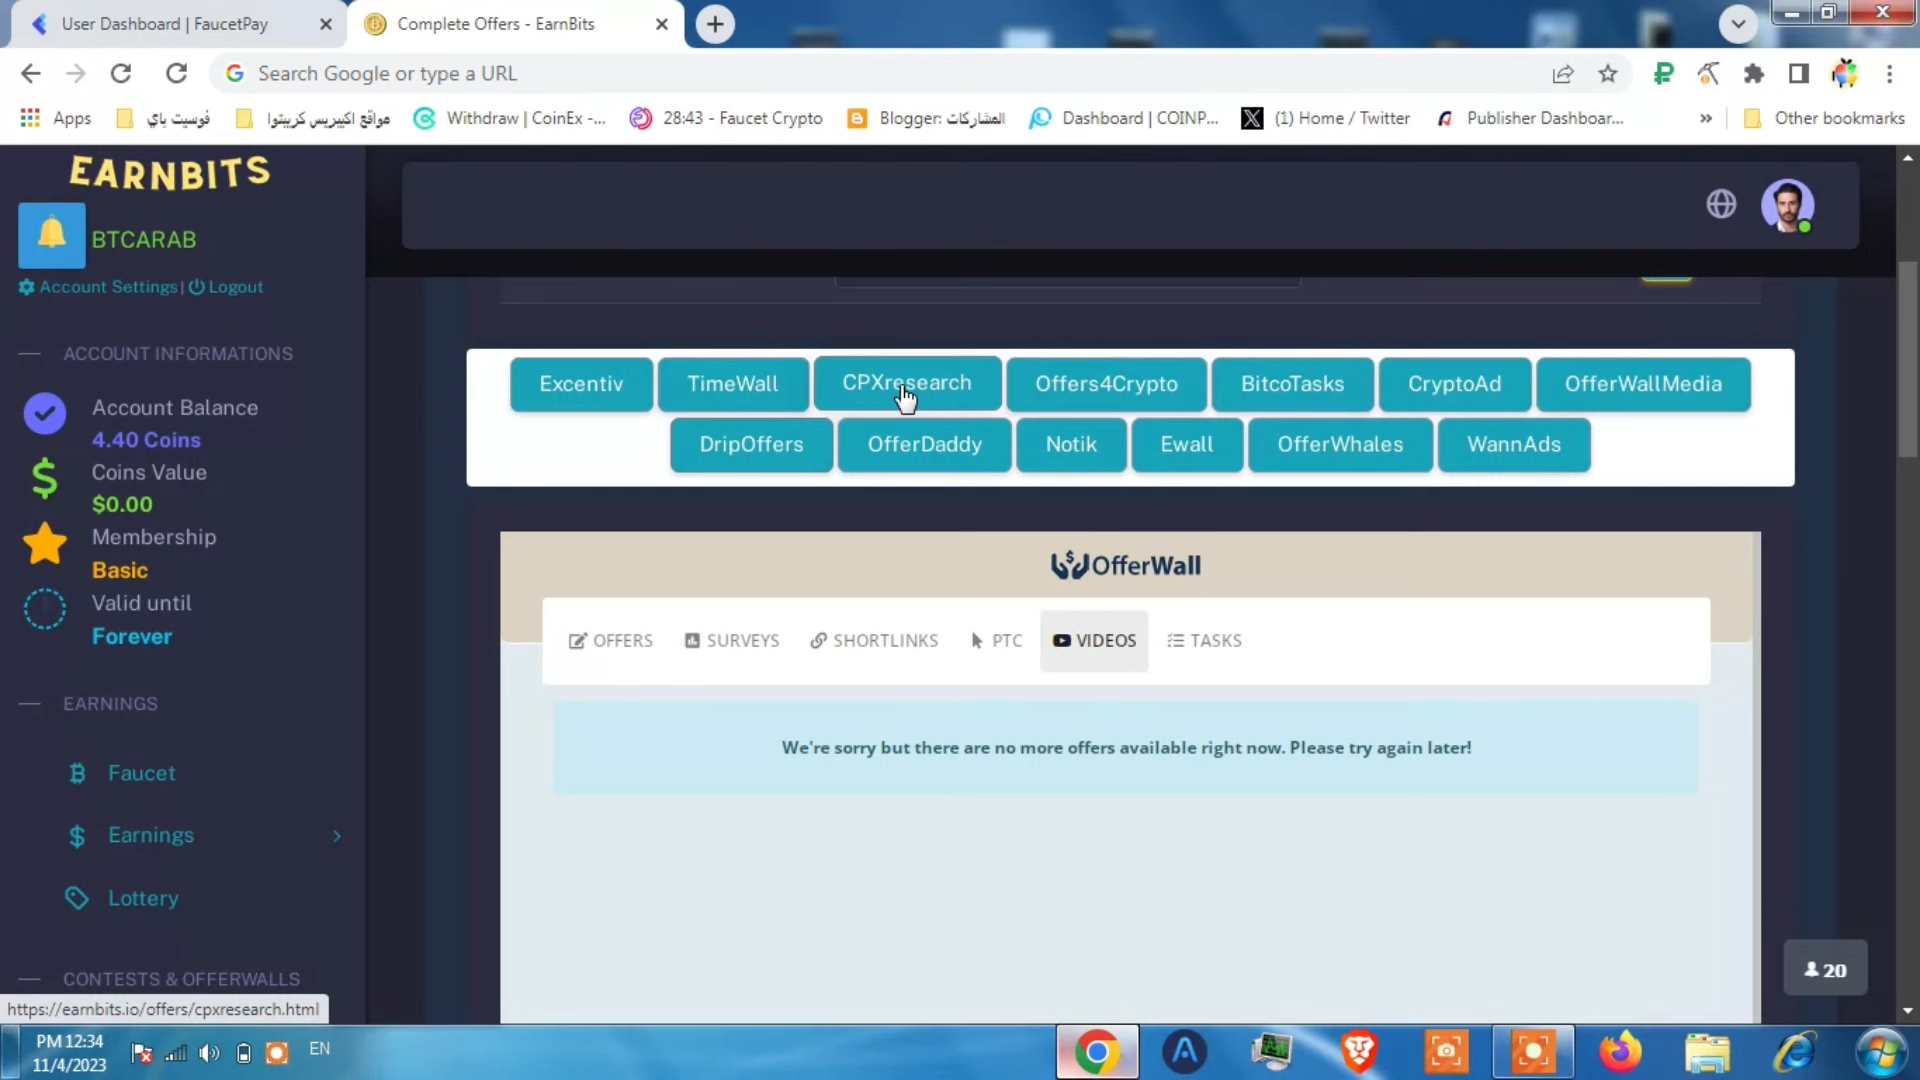 User Dashboard | FaucetPay
Complete Offers - EarnBits
Search Google or type a URL
Apps
فوسيت باي
مواقع اكبيريس كريبتوا
Withdraw | CoinEx -...
28:43 - Faucet Crypto
Blogger: المشاركات
Dashboard | COINP...
(1) Home / Twitter
Publisher Dashboar...
»
Other bookmarks
EARNBITS
BTCARAB
Account Settings | Logout
ACCOUNT INFORMATIONS
Account Balance
4.40 Coins
Coins Value
$0.00
Membership
Basic
Valid until
Forever
EARNINGS
Faucet
Earnings
Lottery
CONTESTS & OFFERWALLS
Excentiv TimeWall CPXresearch Offers4Crypto BitcoTasks CryptoAd OfferWallMedia
DripOffers OfferDaddy Notik Ewall OfferWhales WannAds
OfferWall
OFFERS SURVEYS SHORTLINKS PTC VIDEOS TASKS
We're sorry but there are no more offers available right now. Please try again later!
20
https://earnbits.io/offers/cpxresearch.html
PM 12:34
11/4/2023
EN